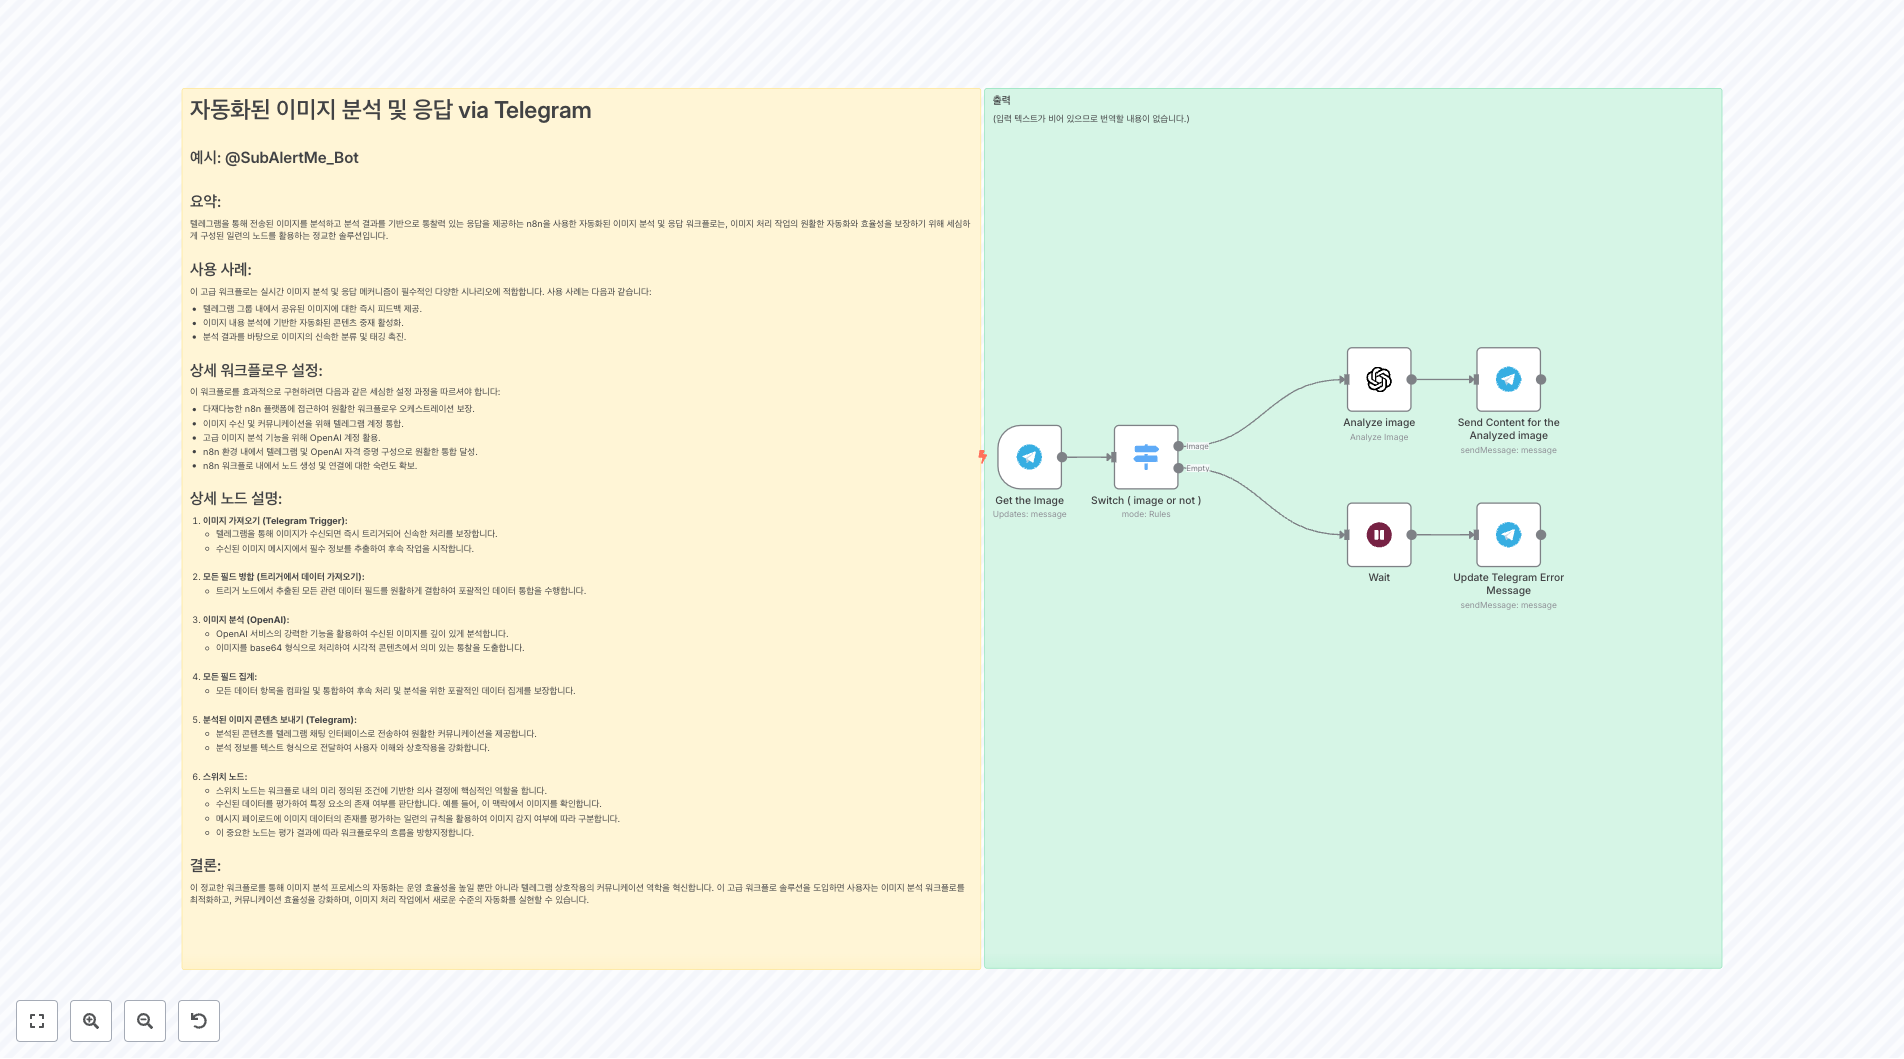 자동화된 이미지 분석 및 응답 via Telegram
예시: @SubAlertMe_Bot
요약:
텔레그램을 통해 전송된 이미지를 분석하고 분석 결과를 기반으로 통찰력 있는 응답을 제공하는 n8n을 사용한 자동화된 이미지 분석 및 응답 워크플로는, 이미지 처리 작업의 원활한 자동화와 효율성을 보장하기 위해 세심하
게 구성된 일련의 노드를 활용하는 정교한 솔루션입니다.
사용 사례:
이 고급 워크플로는 실시간 이미지 분석 및 응답 메커니즘이 필수적인 다양한 시나리오에 적합합니다. 사용 사례는 다음과 같습니다:
• 텔레그램 그룹 내에서 공유된 이미지에 대한 즉시 피드백 제공.
• 이미지 내용 분석에 기반한 자동화된 콘텐츠 중재 활성화.
• 분석 결과를 바탕으로 이미지의 신속한 분류 및 태깅 촉진.
상세 워크플로우 설정:
이 워크플로를 효과적으로 구현하려면 다음과 같은 세심한 설정 과정을 따르셔야 합니다:
• 다재다능한 n8n 플랫폼에 접근하여 원활한 워크플로우 오케스트레이션 보장.
• 이미지 수신 및 커뮤니케이션을 위해 텔레그램 계정 통합.
• 고급 이미지 분석 기능을 위해 OpenAI 계정 활용.
• n8n 환경 내에서 텔레그램 및 OpenAI 자격 증명 구성으로 원활한 통합 달성.
• n8n 워크플로 내에서 노드 생성 및 연결에 대한 숙련도 확보.
상세 노드 설명:
1. 이미지 가져오기 (Telegram Trigger):
텔레그램을 통해 이미지가 수신되면 즉시 트리거되어 신속한 처리를 보장합니다.
수신된 이미지 메시지에서 필수 정보를 추출하여 후속 작업을 시작합니다.
2. 모든 필드 병합 (트리거에서 데이터 가져오기):
트리거 노드에서 추출된 모든 관련 데이터 필드를 원활하게 결합하여 포괄적인 데이터 통합을 수행합니다.
3. 이미지 분석 (OpenAI):
OpenAI 서비스의 강력한 기능을 활용하여 수신된 이미지를 깊이 있게 분석합니다.
이미지를 base64 형식으로 처리하여 시각적 콘텐츠에서 의미 있는 통찰을 도출합니다.
4. 모든 필드 집계:
모든 데이터 항목을 컴파일 및 통합하여 후속 처리 및 분석을 위한 포괄적인 데이터 집계를 보장합니다.
5. 분석된 이미지 콘텐츠 보내기 (Telegram):
분석된 콘텐츠를 텔레그램 채팅 인터페이스로 전송하여 원활한 커뮤니케이션을 제공합니다.
분석 정보를 텍스트 형식으로 전달하여 사용자 이해와 상호작용을 강화합니다.
6. 스위치 노드:
스위치 노드는 워크플로 내의 미리 정의된 조건에 기반한 의사 결정에 핵심적인 역할을 합니다.
수신된 데이터를 평가하여 특정 요소의 존재 여부를 판단합니다. 예를 들어, 이 맥락에서 이미지를 확인합니다.
메시지 페이로드에 이미지 데이터의 존재를 평가하는 일련의 규칙을 활용하여 이미지 감지 여부에 따라 구분합니다.
이 중요한 노드는 평가 결과에 따라 워크플로우의 흐름을 방향지정합니다.
결론:
이 정교한 워크플로를 통해 이미지 분석 프로세스의 자동화는 운영 효율성을 높일 뿐만 아니라 텔레그램 상호작용의 커뮤니케이션 역학을 혁신합니다. 이 고급 워크플로 솔루션을 도입하면 사용자는 이미지 분석 워크플로를
최적화하고, 커뮤니케이션 효율성을 강화하며, 이미지 처리 작업에서 새로운 수준의 자동화를 실현할 수 있습니다.
출력
(입력 텍스트가 비어 있으므로 번역할 내용이 없습니다.)
Get the Image
Updates: message
Switch ( image or not )
mode: Rules
Image
Empty
Analyze image
Analyze Image
Send Content for the
Analyzed image
sendMessage: message
Wait
Update Telegram Error
Message
sendMessage: message